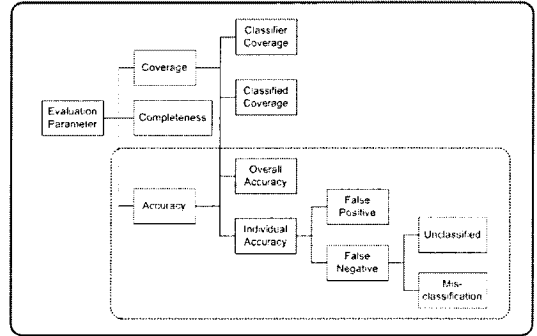 Classifier
Coverage
Coverage
Classified
Coverage
Evaluation
Parameter
Completeness
Overall
Accuracy
Accuracy
False
Positive
Individual
Accuracy
Unclassified
False
Negative
Mis-
classification